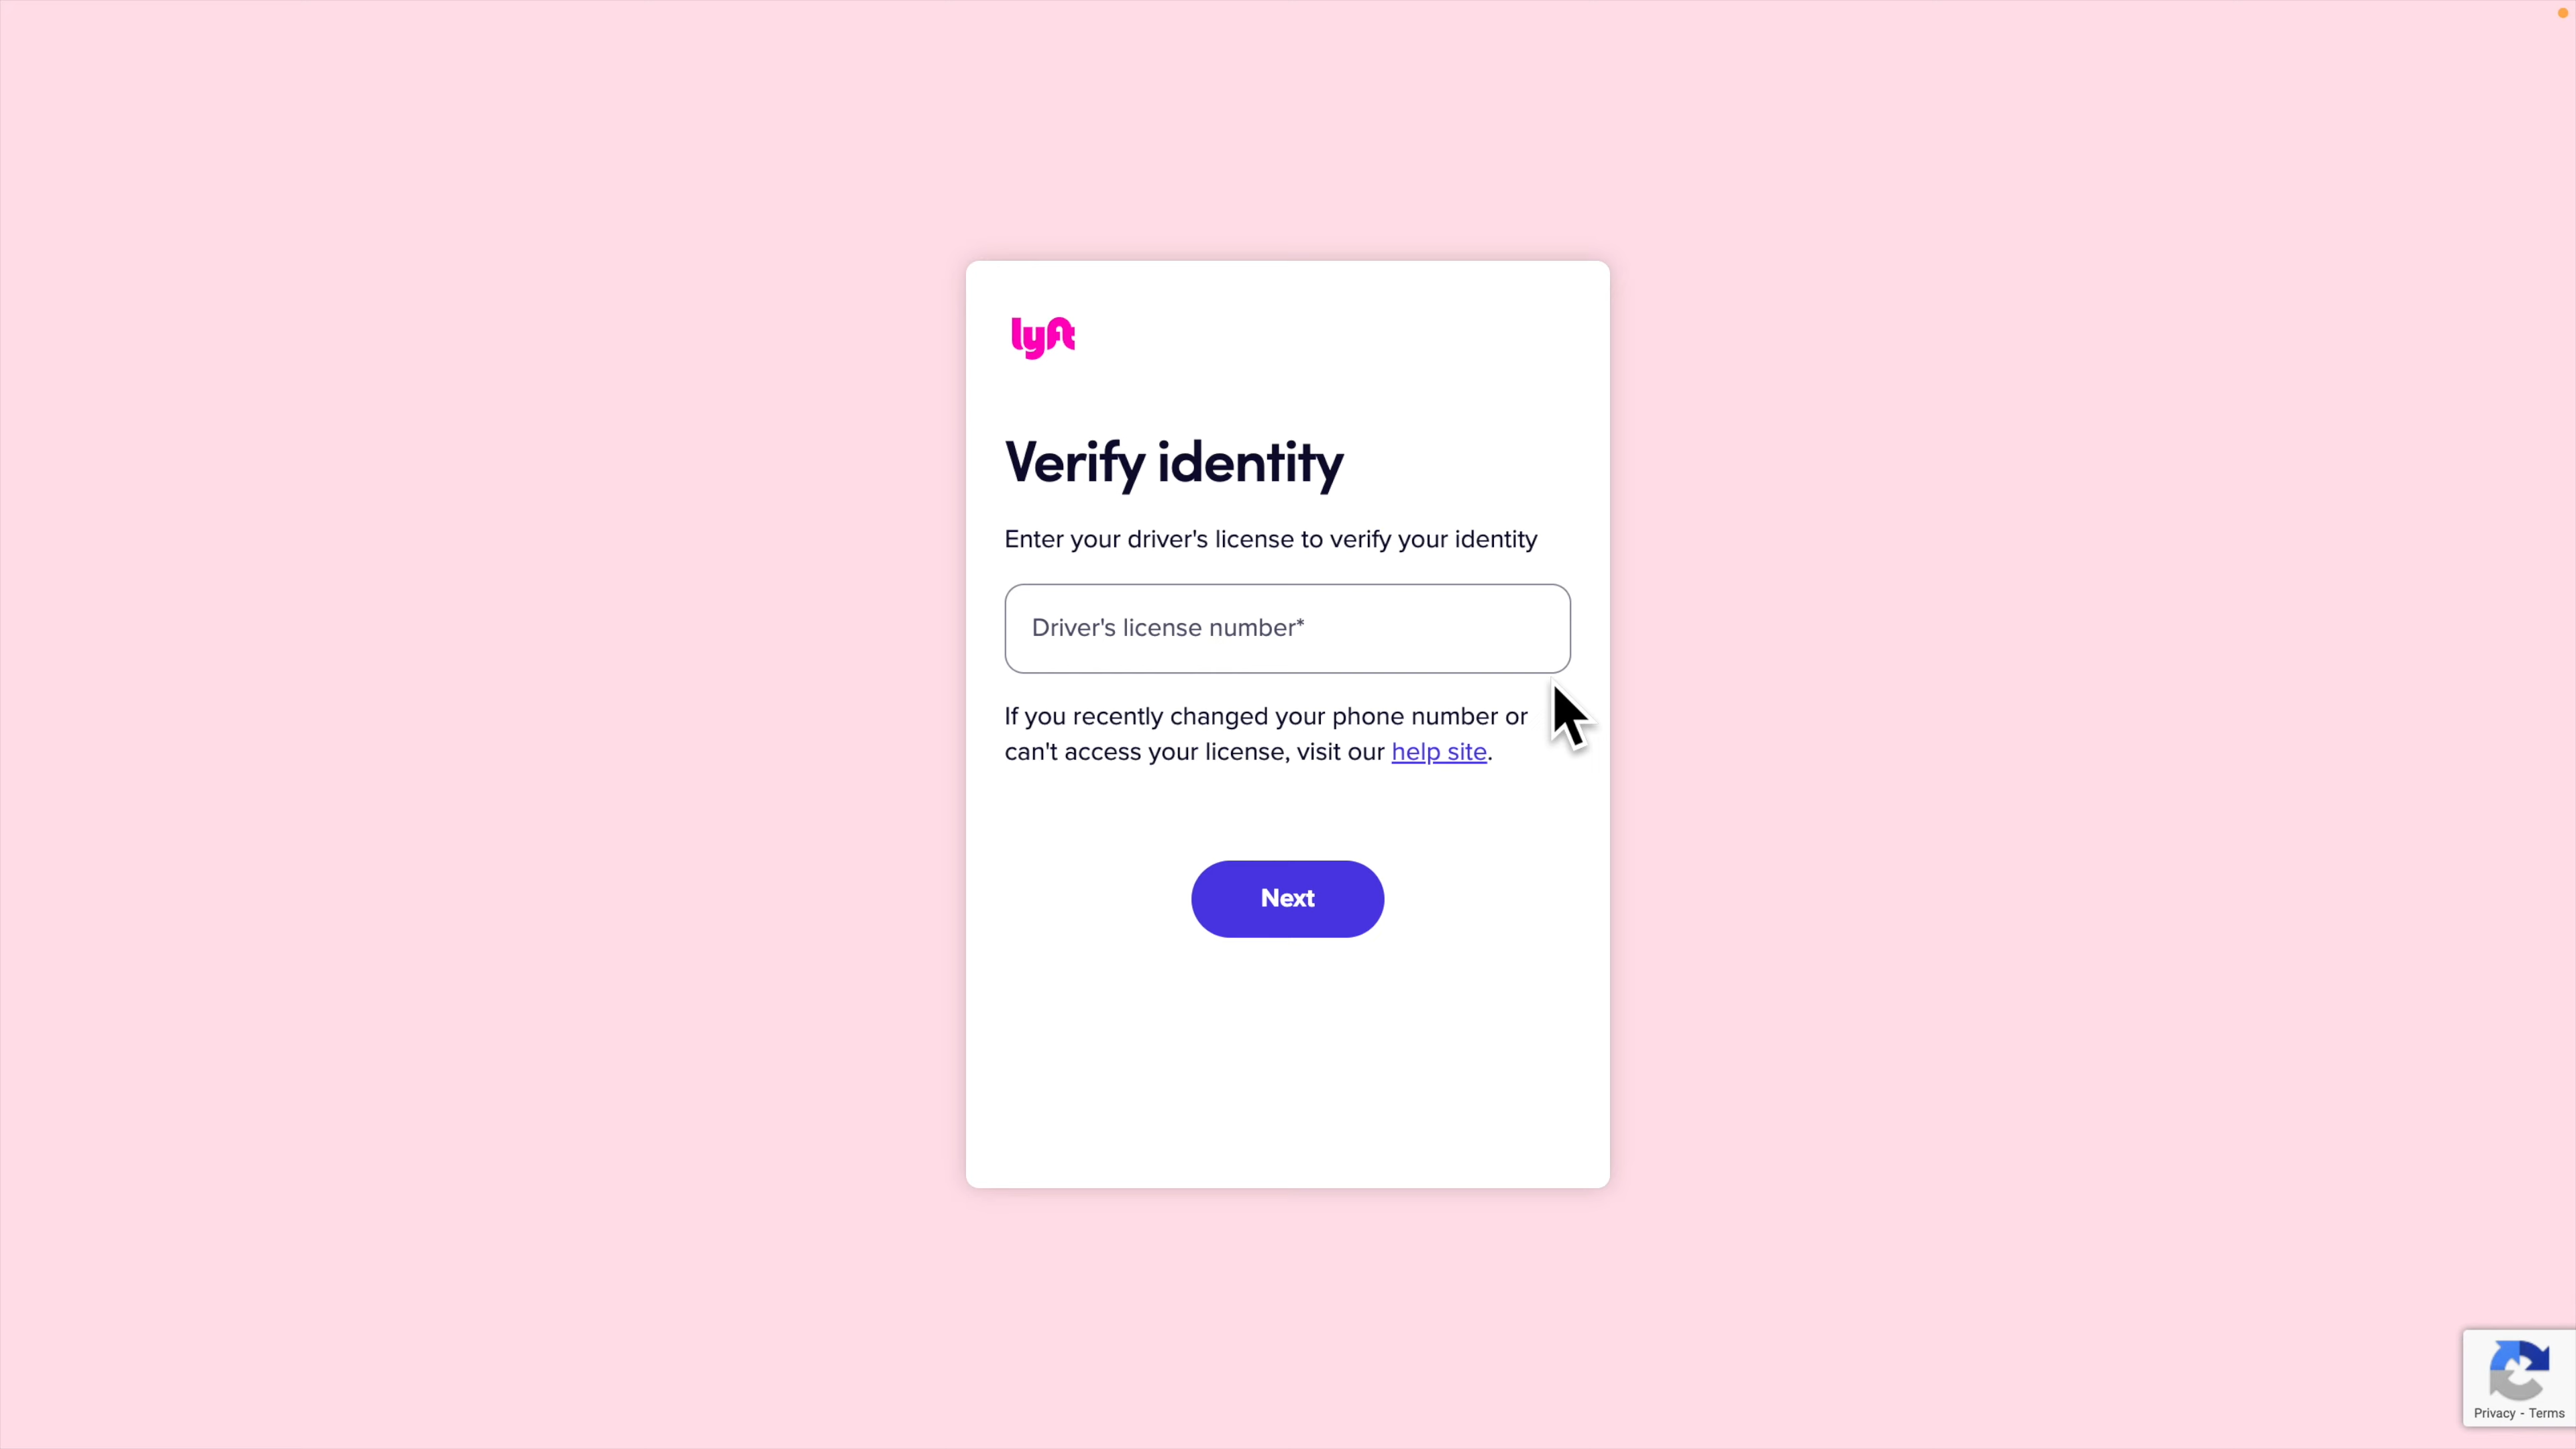 lyft
Verify identity
Enter your driver's license to verify your identity
Driver's license number*
If you recently changed your phone number or
can't access your license, visit our help site.
Next
Privacy - Terms